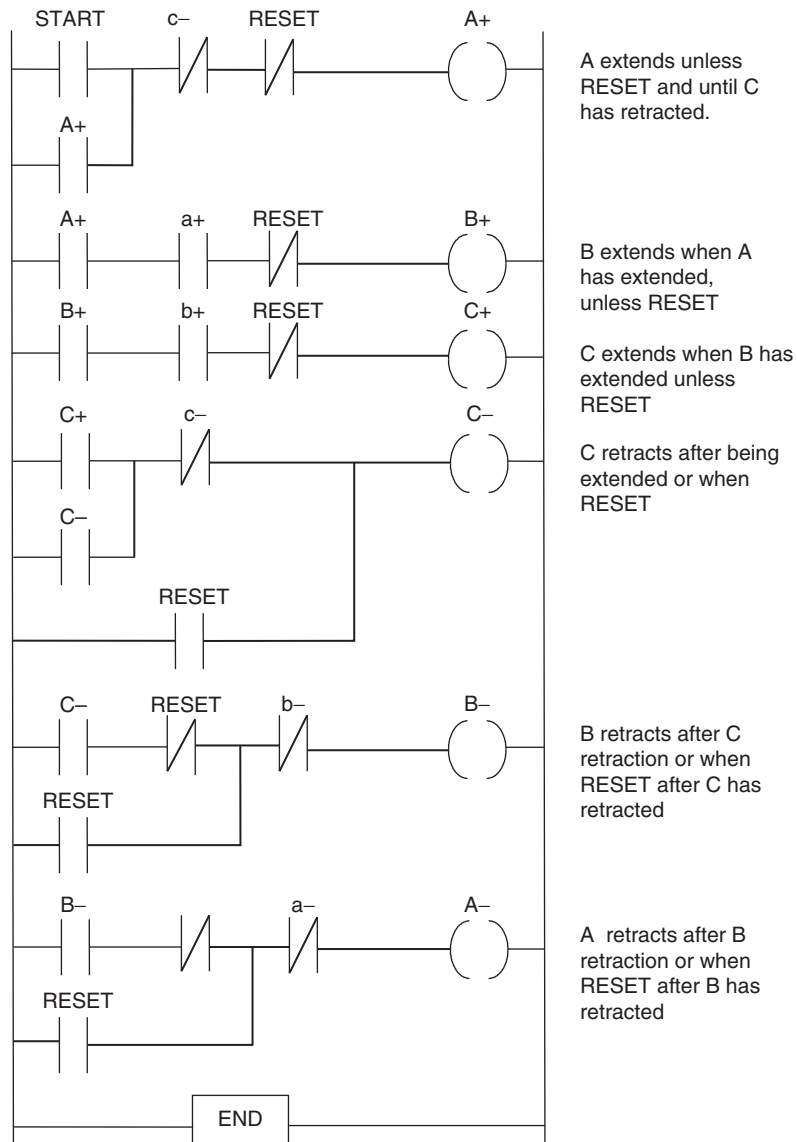 START c– RESET A+
A extends unless
RESET and until C
has retracted.
A+
A+ a+ RESET B+
B extends when A
has extended,
unless RESET
B+ b+ RESET C+
C extends when B has
extended unless
RESET
C+ c– C–
C retracts after being
extended or when
RESET
C–
RESET
C– RESET b– B–
B retracts after C
retraction or when
RESET after C has
retracted
RESET
B– a– A–
A retracts after B
retraction or when
RESET after B has
retracted
RESET
END